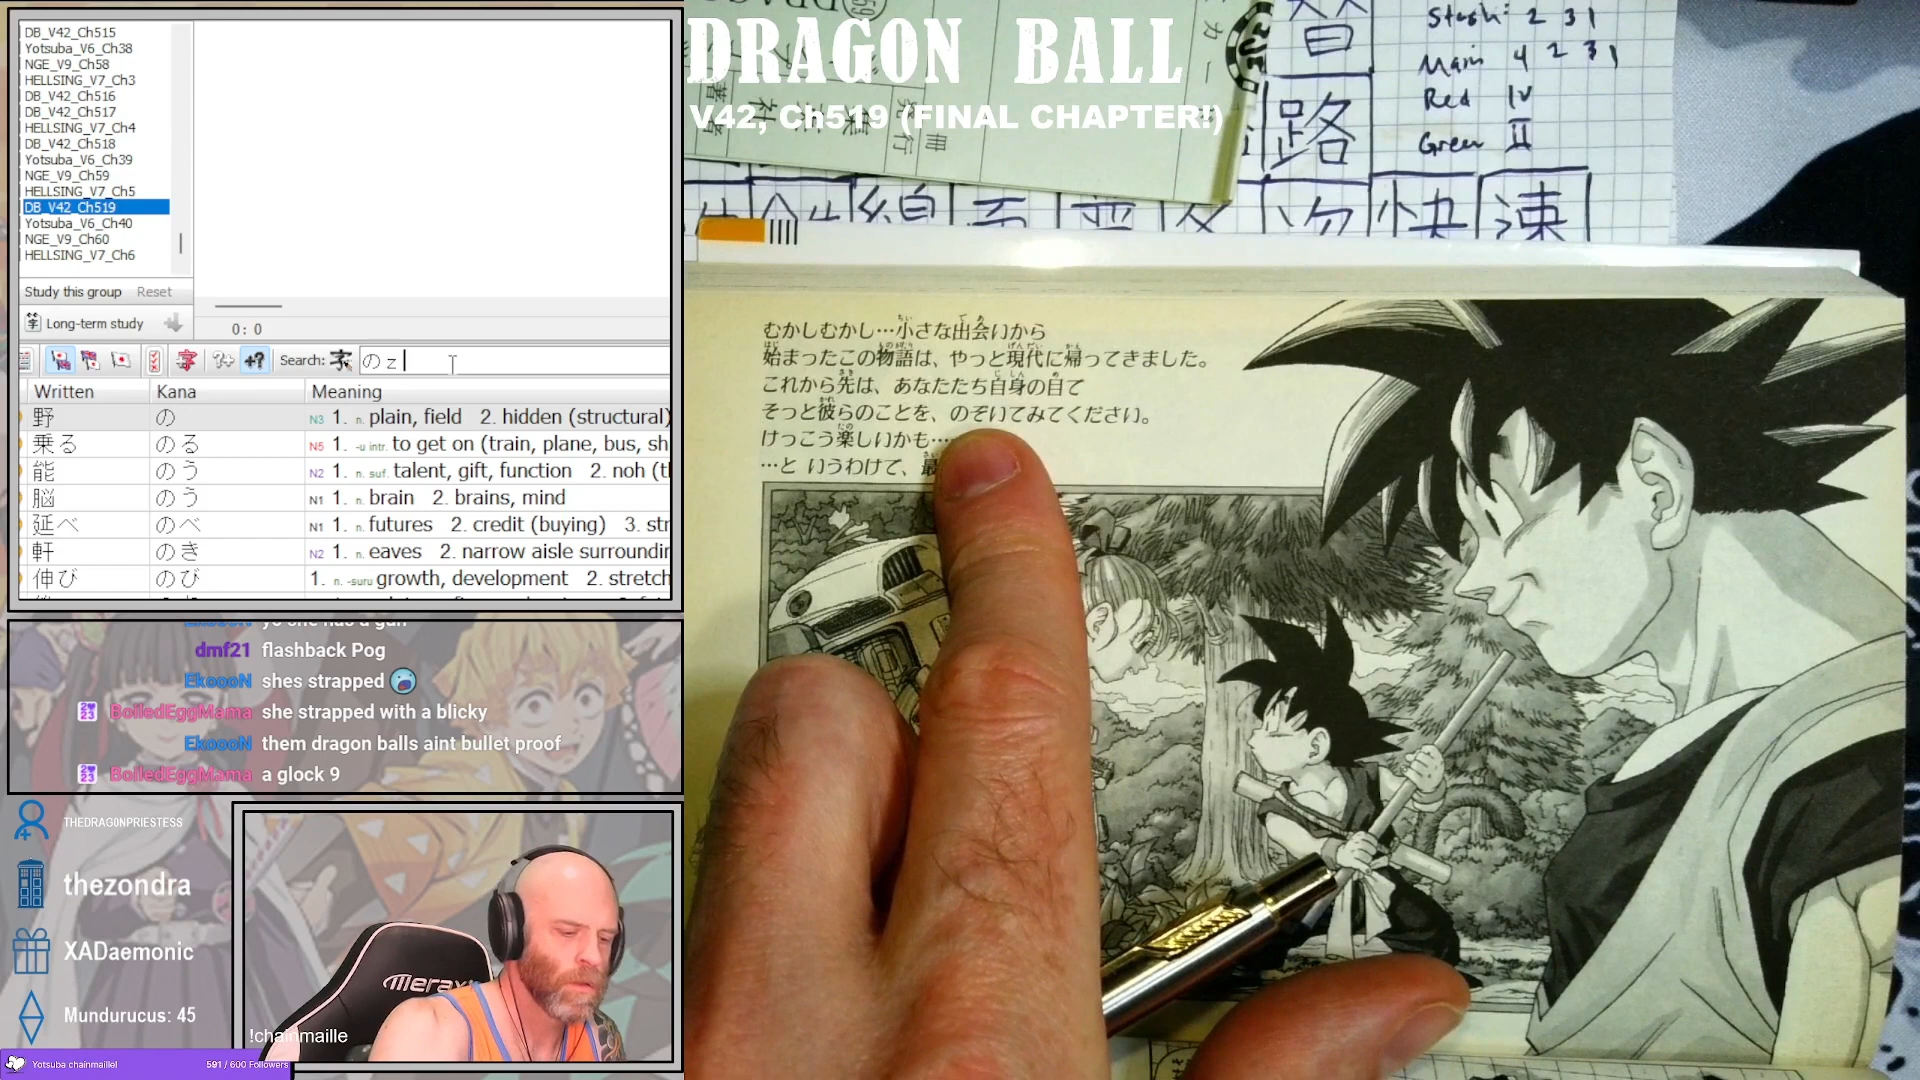 DB_V42_Ch515
Yotsuba_V6_Ch38
NGE_V9_Ch58
HELLSING_V7_Ch3
DB_V42_Ch516
DB_V42_Ch517
HELLSING_V7_Ch4
DB_V42_Ch518
Yotsuba_V6_Ch39
NGE_V9_Ch59
HELLSING_V7_Ch5
DB_V42_Ch519
Yotsuba_V6_Ch40
NGE_V9_Ch60
HELLSING_V7_Ch6
Study this group Reset
Long-term study
0: 0
Search: のz
Written Kana Meaning
野 の N3 1. n. plain, field 2. hidden (structural)
乗る のる N5 1. -u intr. to get on (train, plane, bus, sh
能 のう N2 1. n. suf. talent, gift, function 2. noh (tl
脳 のう N1 1. n. brain 2. brains, mind
延べ のべ N1 1. n. futures 2. credit (buying) 3. str
軒 のき N2 1. n. eaves 2. narrow aisle surroundin
伸び のび 1. n. -suru growth, development 2. stretch
EkoooN yo she has a gun
dmf21 flashback Pog
EkoooN shes strapped
BoiledEggMama she strapped with a blicky
EkoooN them dragon balls aint bullet proof
BoiledEggMama a glock 9
THEDRAGONPRIESTESS
thezondra
XADaemonic
Mundurucus: 45
Yotsuba chainmaille! 591 / 600 Followers
!chainmaille
DRAGON BALL
V42, Ch519 (FINAL CHAPTER!)
Stash: 2 3 1
Main 4 2 3 1
Red IV
Green II
路
快 凍
むかしむかし…小さな出会いから
始まったこの物語は、やっと現代に帰ってきました。
これから先は、あなたたち自身の目で
そっと彼らのことを、のぞいてみてください。
けっこう楽しいかも…
…と いうわけで、最